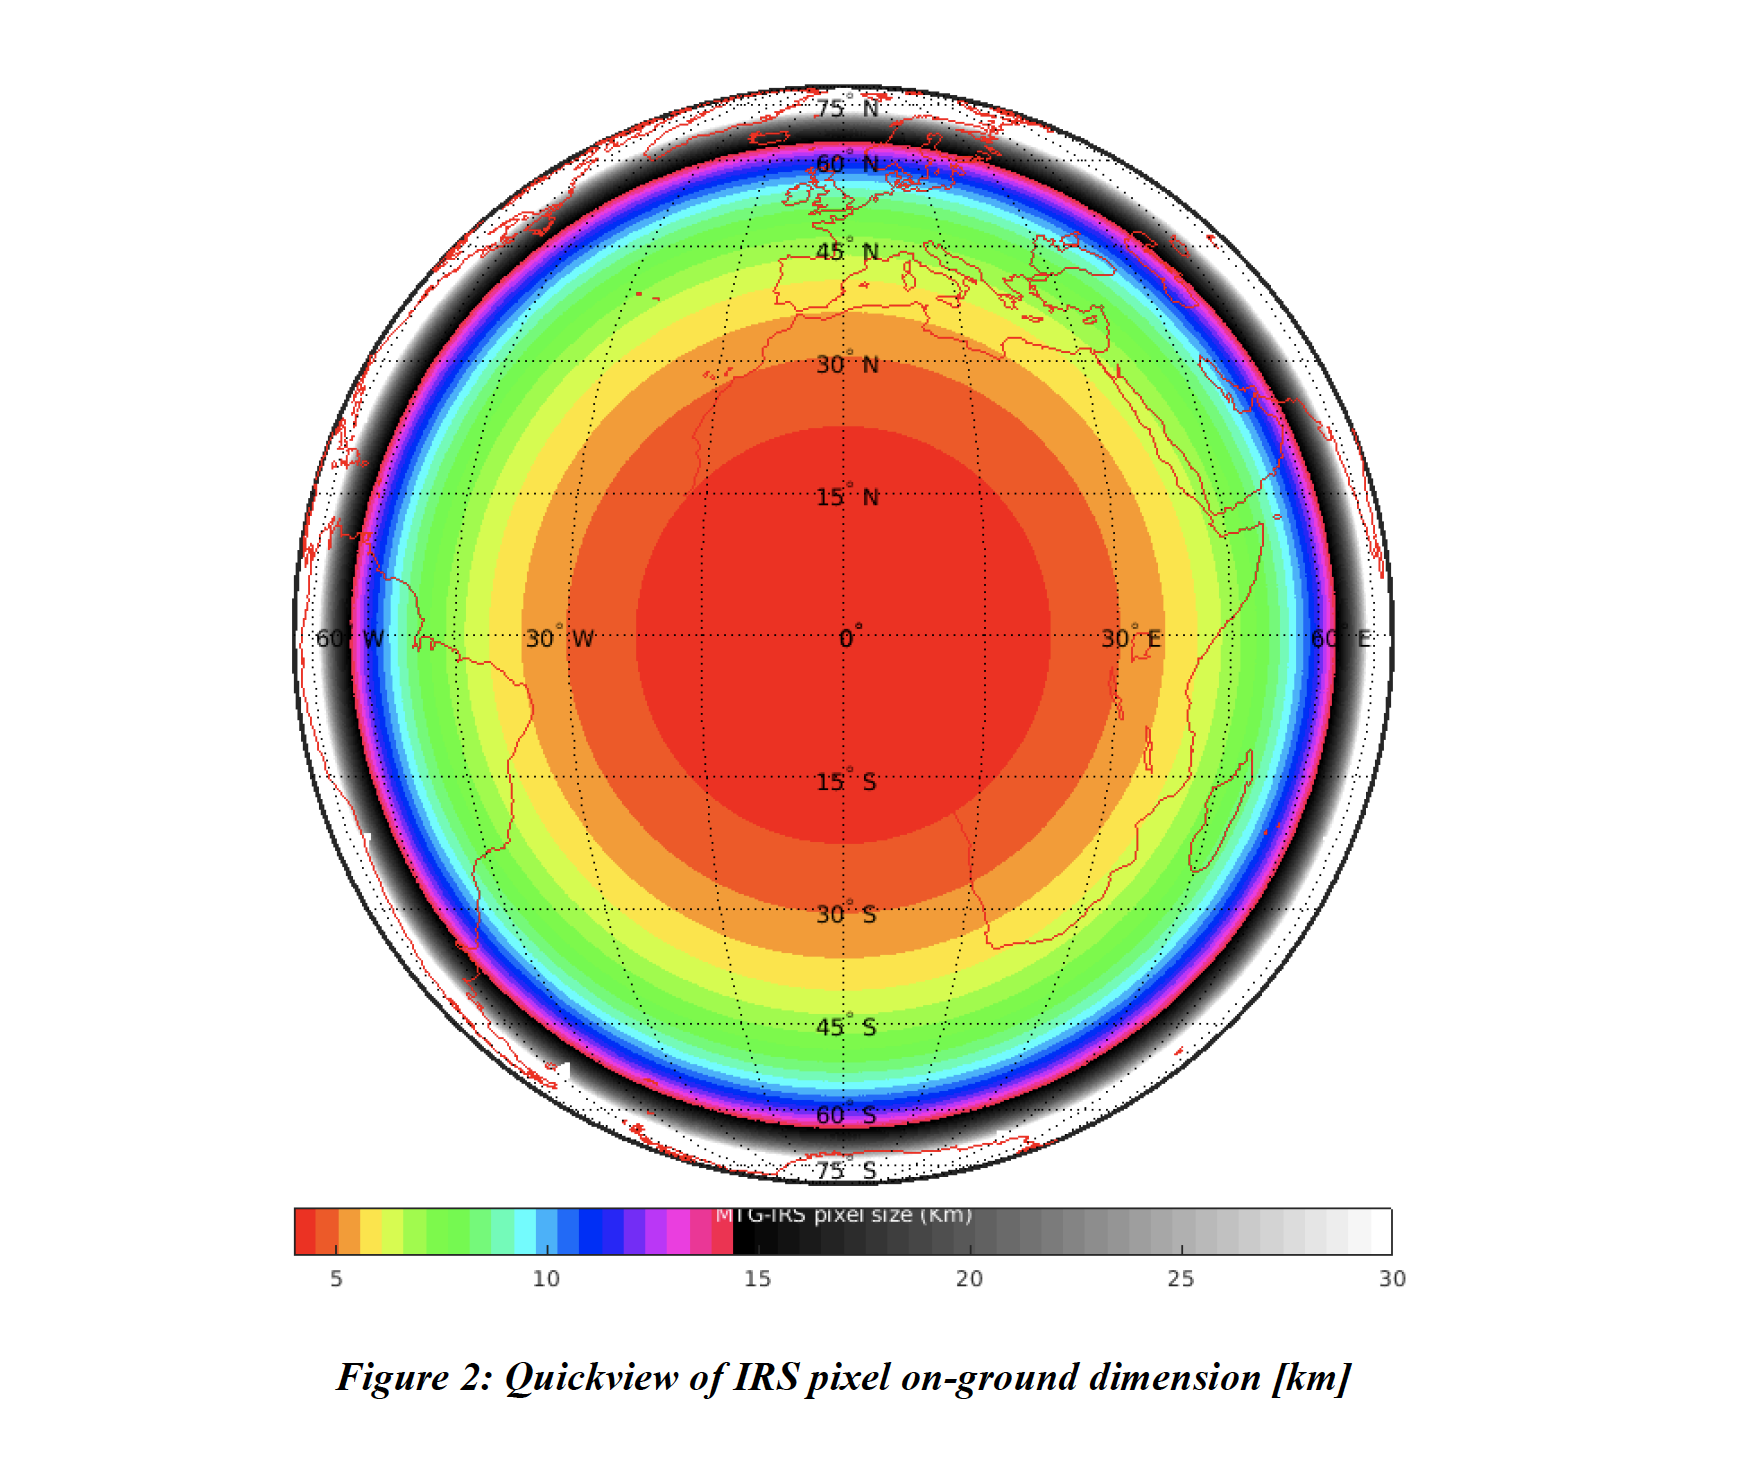 75° N
60° N
45° N
30° N
15° N
60° W 30° W 0° 30° E 60° E
15° S
30° S
45° S
60° S
75° S
MTG-IRS pixel size (Km)
5 10 15 20 25 30
Figure 2: Quickview of IRS pixel on-ground dimension [km]